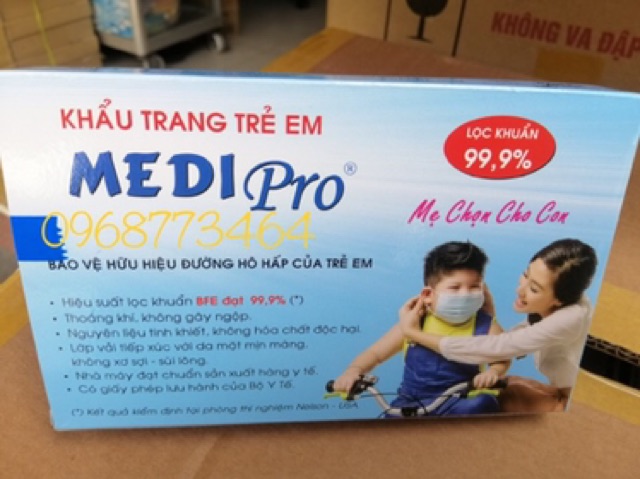 KHÔNG VA ĐẬP
KHẨU TRANG TRẺ EM
LỌC KHUẨN
99,9%
MEDI Pro®
Mẹ Chọn Cho Con
0968773464
BẢO VỆ HỮU HIỆU ĐƯỜNG HÔ HẤP CỦA TRẺ EM
• Hiệu suất lọc khuẩn BFE đạt 99,9% (*)
• Thoáng khí, không gây ngộp.
• Nguyên liệu tinh khiết, không hóa chất độc hại.
• Lớp vải tiếp xúc với da mặt mịn màng,
không xơ sợi - sùi lông.
• Nhà máy đạt chuẩn sản xuất hàng y tế.
• Có giấy phép lưu hành của Bộ Y Tế.
(*) Kết quả kiểm định tại phòng thí nghiệm Nelson - USA